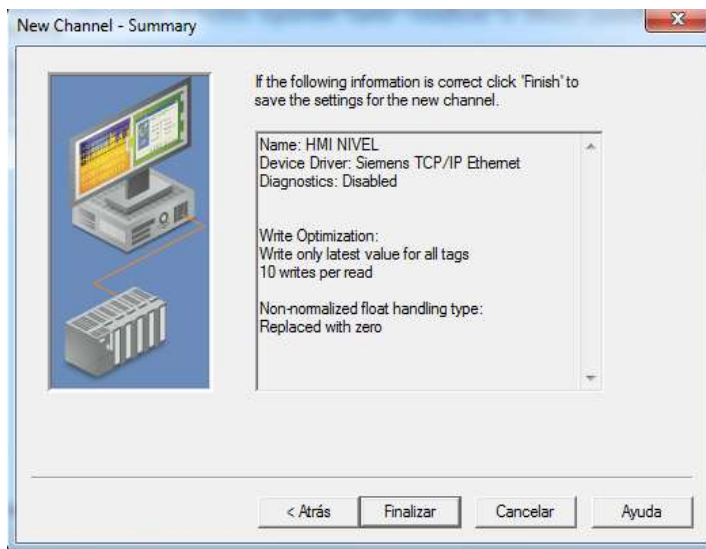 New Channel - Summary
If the following information is correct click 'Finish' to
save the settings for the new channel.
Name: HMI NIVEL
Device Driver: Siemens TCP/IP Ethernet
Diagnostics: Disabled
Write Optimization:
Write only latest value for all tags
10 writes per read
Non-normalized float handling type:
Replaced with zero
< Atrás
Finalizar
Cancelar
Ayuda